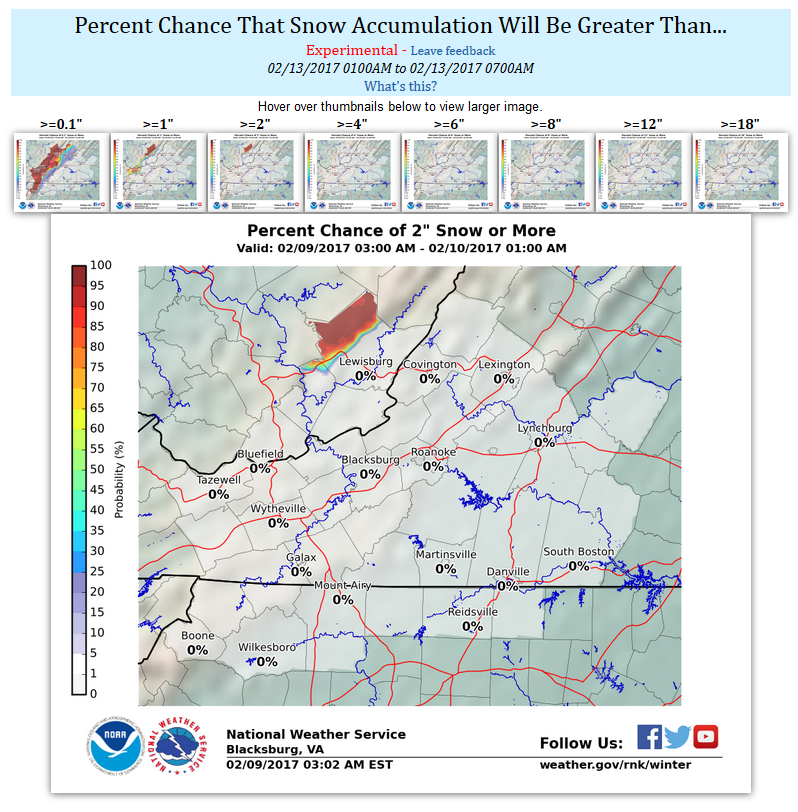 Percent Chance That Snow Accumulation Will Be Greater Than...
Experimental - Leave feedback
02/13/2017 0100AM to 02/13/2017 0700AM
What's this?
Hover over thumbnails below to view larger image.
>=0.1" >=1" >=2" >=4" >=6" >=8" >=12" >=18"
Percent Chance of 2" Snow or More
Valid: 02/09/2017 03:00 AM - 02/10/2017 01:00 AM
100
95
90
85
80
75
70
65
60
55
50
45
40
35
30
25
20
15
10
5
1
0
Probability (%)
Lewisburg Covington Lexington
0% 0% 0%
Lynchburg
0%
Bluefield Blacksburg Roanoke
0% 0% 0%
Tazewell
0%
Wytheville
0%
Galax Martinsville Danville South Boston
0% 0% 0% 0%
Mount Airy
0%
Reidsville
0%
Boone Wilkesboro
0% 0%
NOAA
NATIONAL WEATHER SERVICE
National Weather Service
Blacksburg, VA
02/09/2017 03:02 AM EST
Follow Us:
weather.gov/rnk/winter